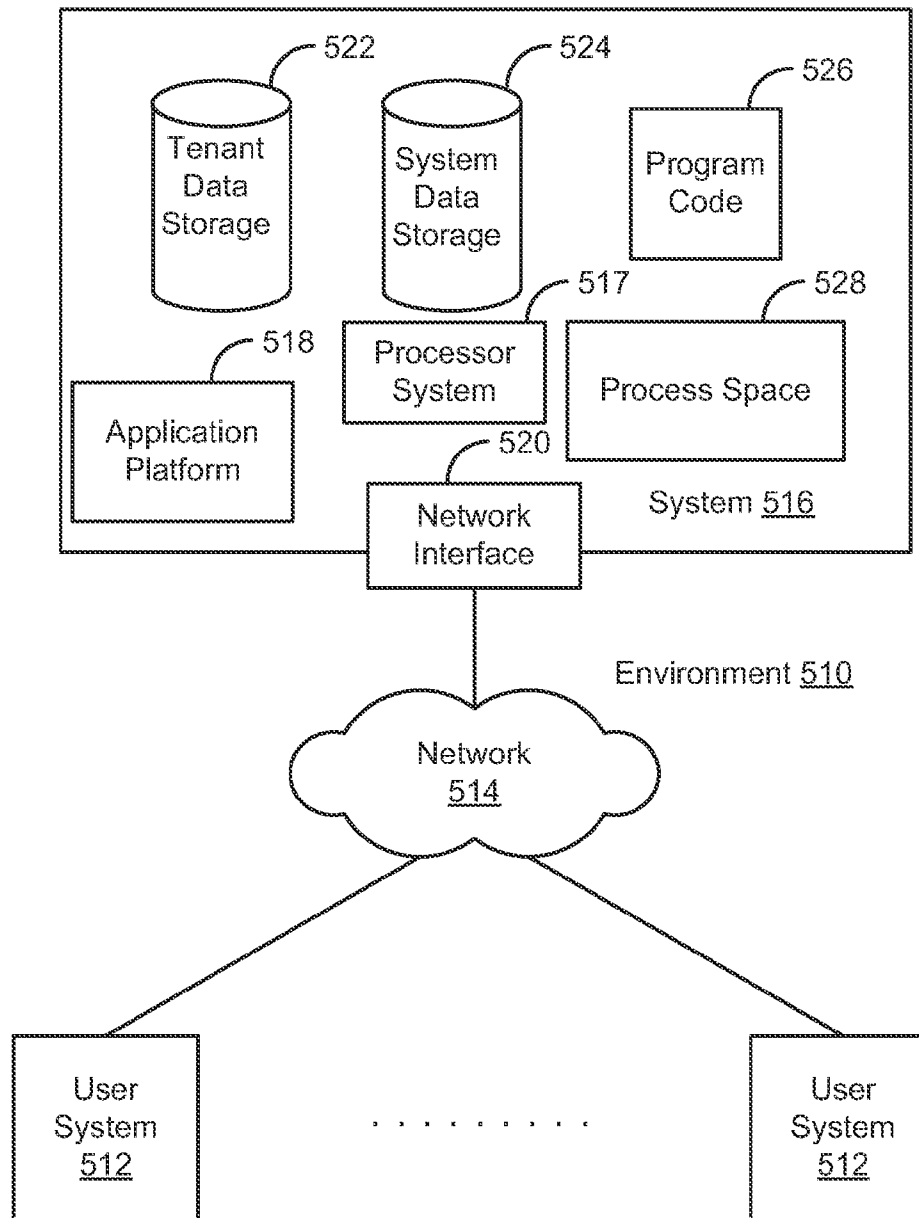 522
524
526
Tenant
Data
Storage
System
Data
Storage
Program
Code
517
528
518
Processor
System
Process Space
Application
Platform
520
System 516
Network
Interface
Environment 510
Network
514
User
System
512
User
System
512